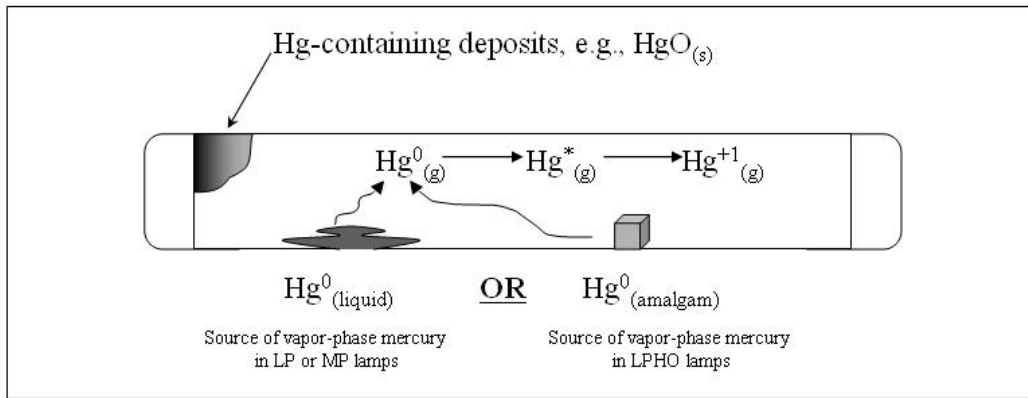 Hg-containing deposits, e.g., HgO(s)
Hg⁰(g) Hg*(g) Hg⁺¹(g)
Hg⁰(liquid) OR Hg⁰(amalgam)
Source of vapor-phase mercury
in LP or MP lamps
Source of vapor-phase mercury
in LPHO lamps